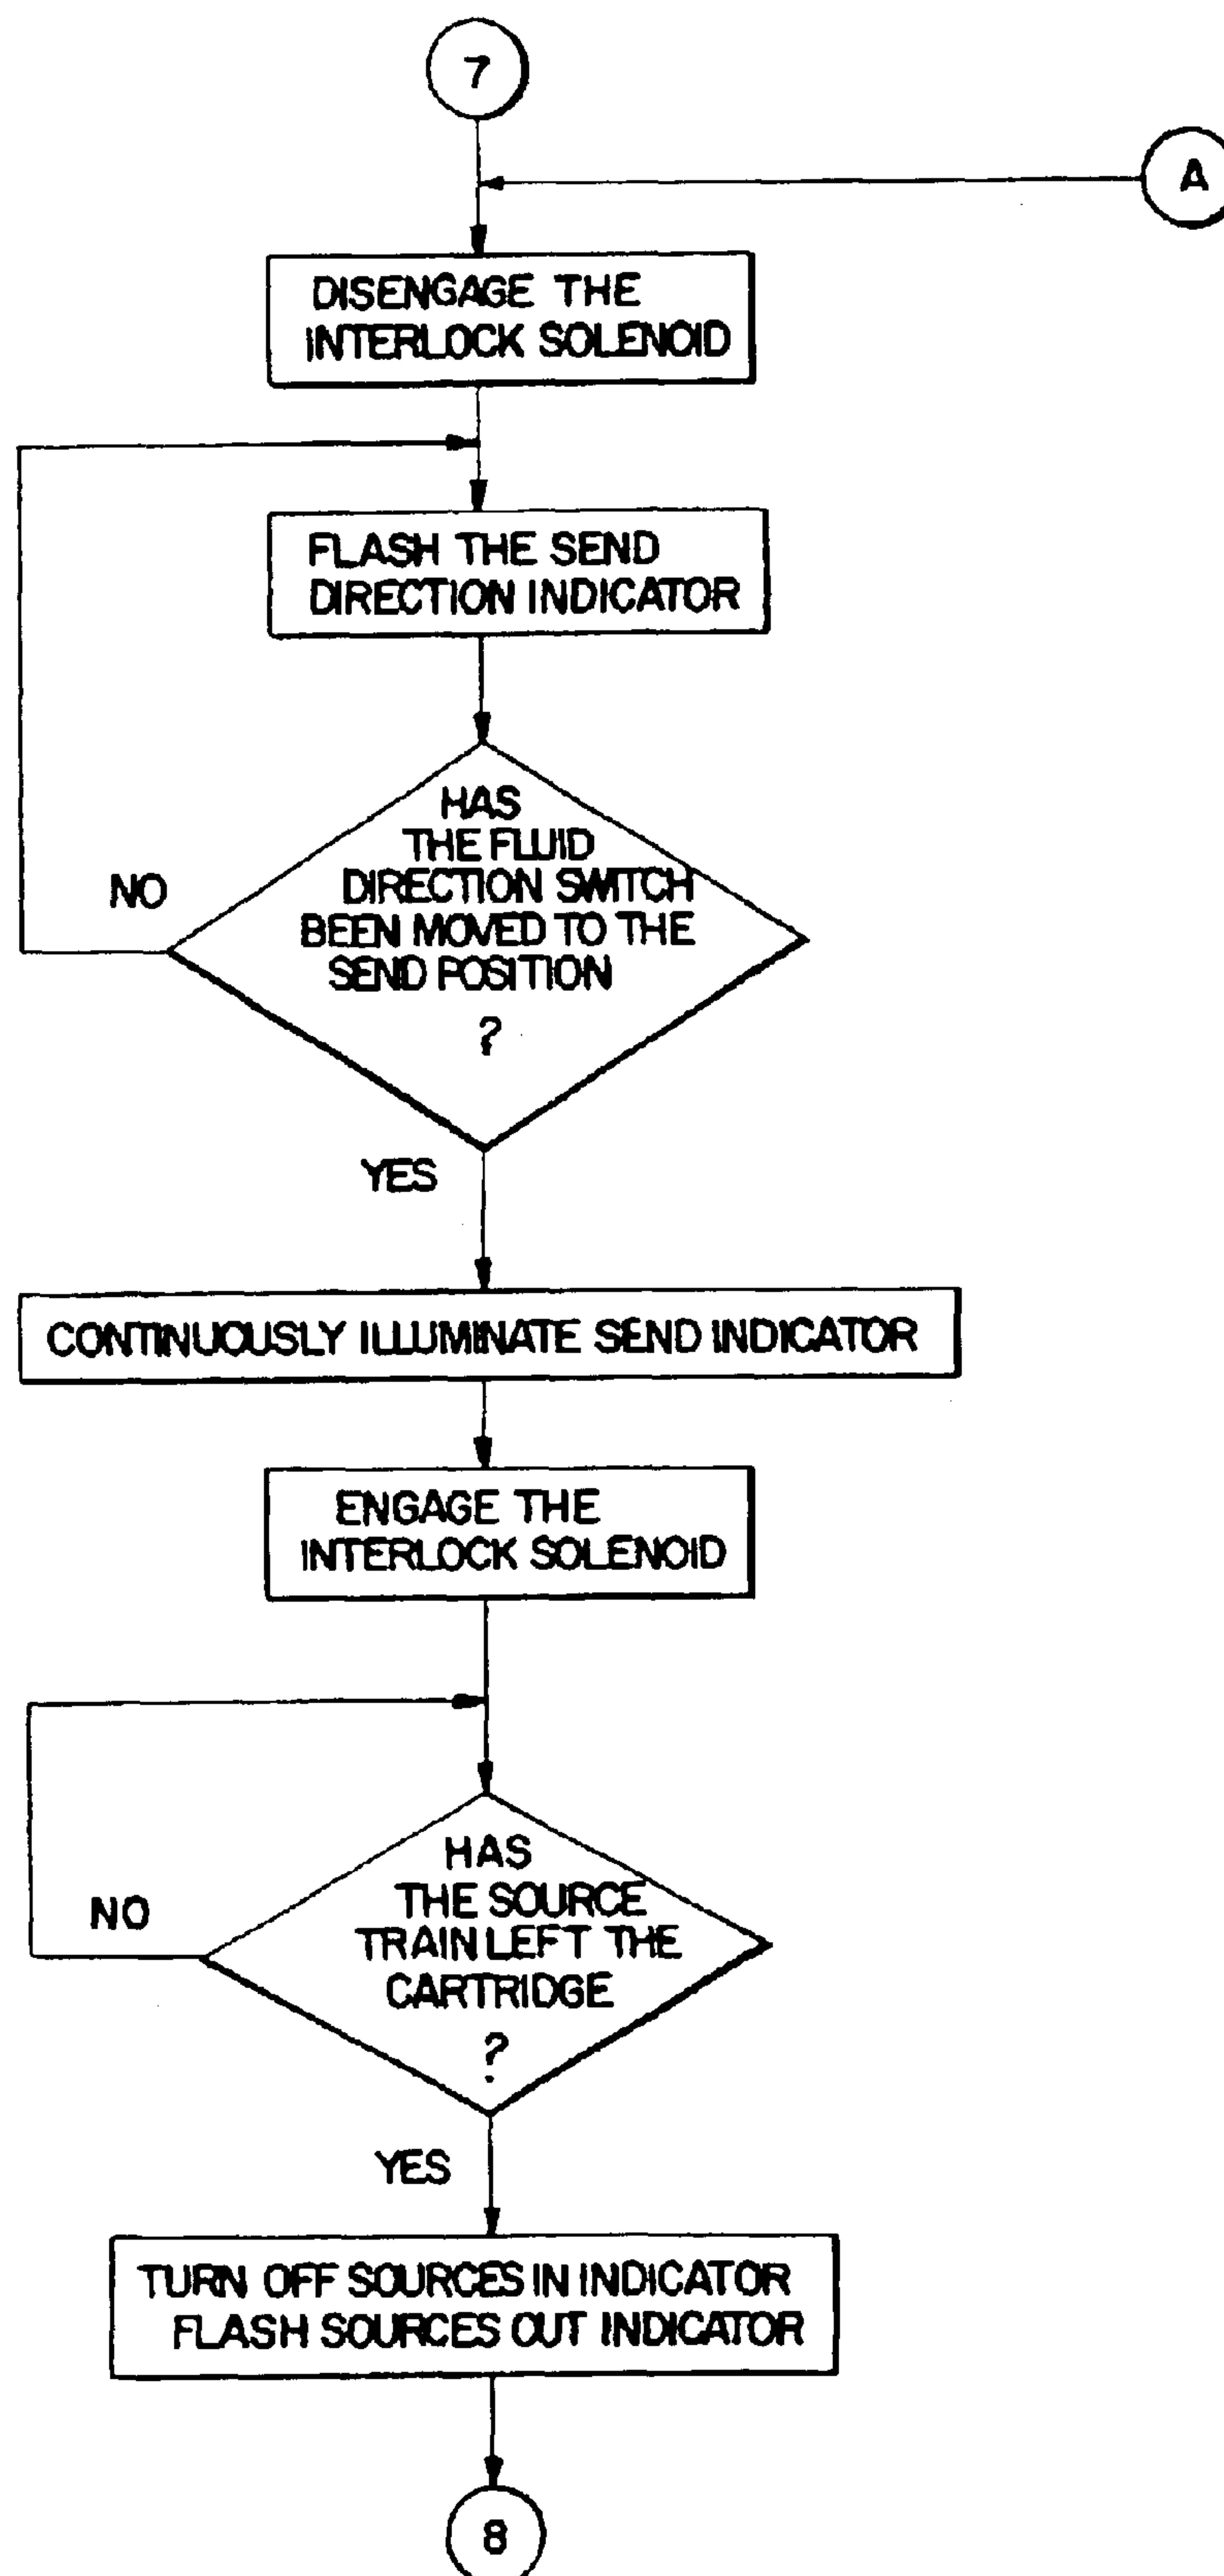 7
A
DISENGAGE THE
INTERLOCK SOLENOID
FLASH THE SEND
DIRECTION INDICATOR
HAS
THE FLUID
DIRECTION SWITCH
BEEN MOVED TO THE
SEND POSITION
?
NO
YES
CONTINUOUSLY ILLUMINATE SEND INDICATOR
ENGAGE THE
INTERLOCK SOLENOID
HAS
THE SOURCE
TRAIN LEFT THE
CARTRIDGE
?
NO
YES
TURN OFF SOURCES IN INDICATOR
FLASH SOURCES OUT INDICATOR
8